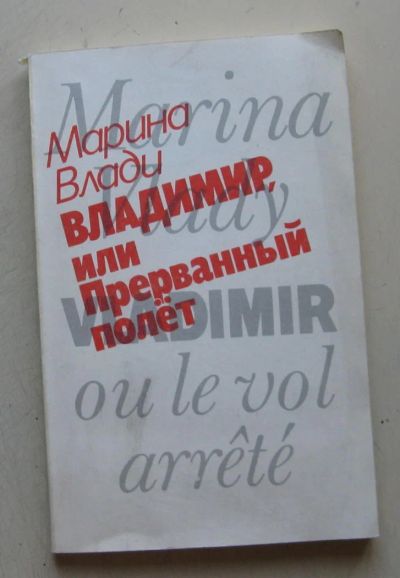 Marina
Vlady
VLADIMIR
ou le vol
arrêté
Марина
Влади
ВЛАДИМИР,
или
Прерванный
полёт